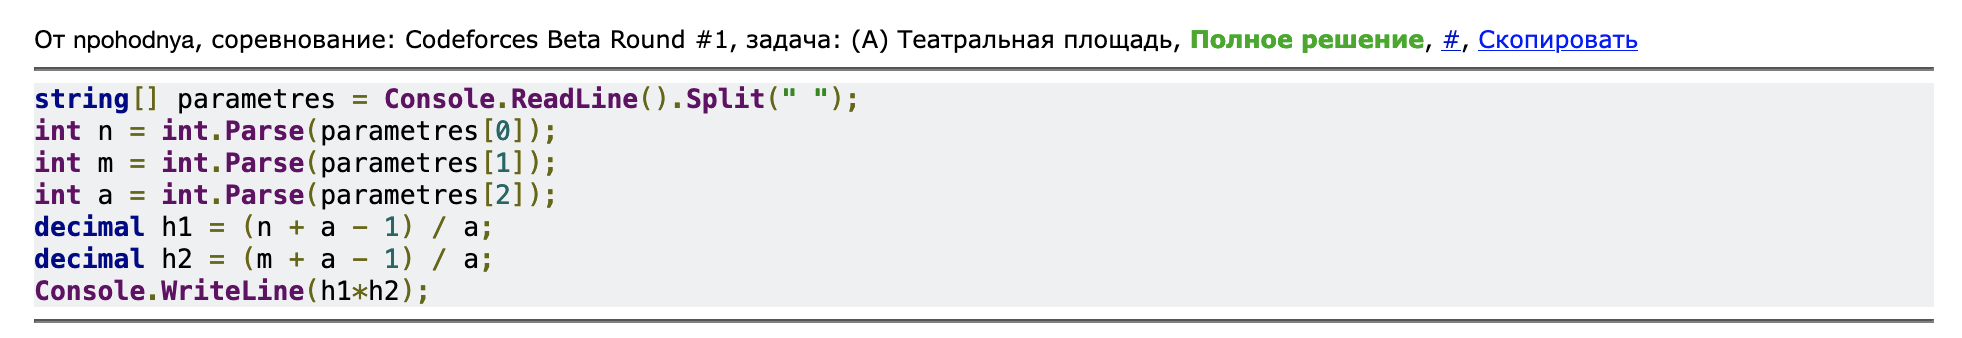 От npohodnya, соревнование: Codeforces Beta Round #1, задача: (A) Театральная площадь, Полное решение, #, Скопировать
string[] parametres = Console.ReadLine().Split(" ");
int n = int.Parse(parametres[0]);
int m = int.Parse(parametres[1]);
int a = int.Parse(parametres[2]);
decimal h1 = (n + a - 1) / a;
decimal h2 = (m + a - 1) / a;
Console.WriteLine(h1*h2);